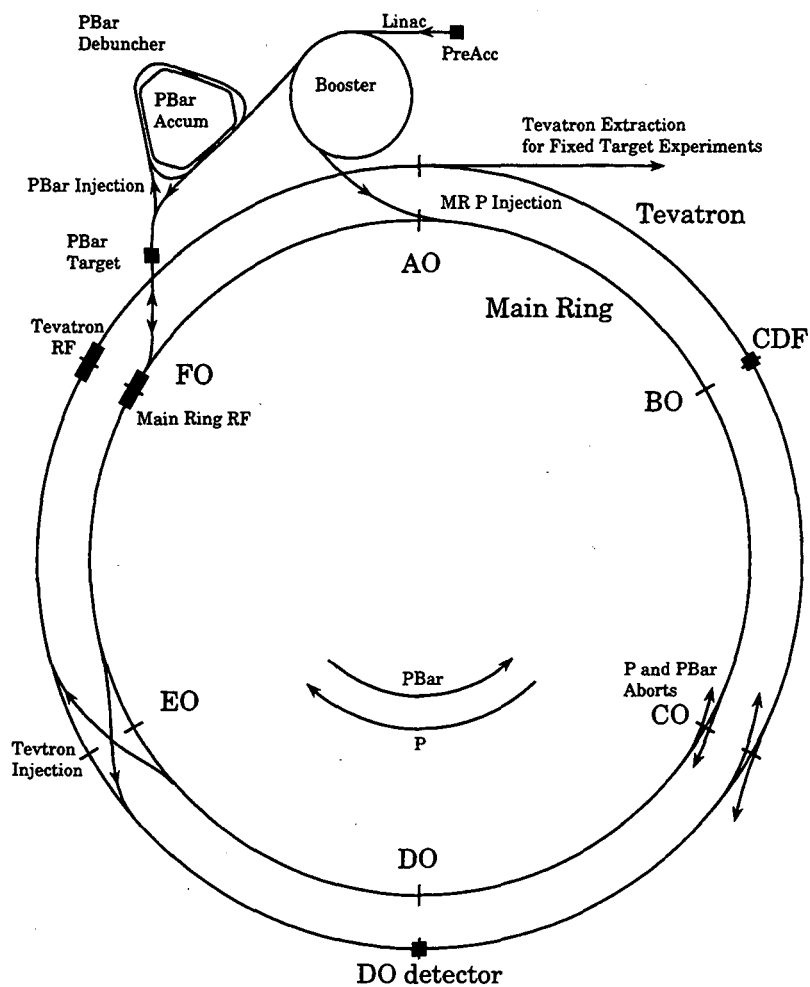 PBar
Debuncher
Linac
PreAcc
PBar
Accum
Booster
Tevatron Extraction
for Fixed Target Experiments
PBar Injection
MR P Injection
Tevatron
PBar
Target
AO
Main Ring
Tevatron
RF
CDF
FO
BO
Main Ring RF
PBar
P
P and PBar
Aborts
EO
CO
Tevtron
Injection
DO
DO detector